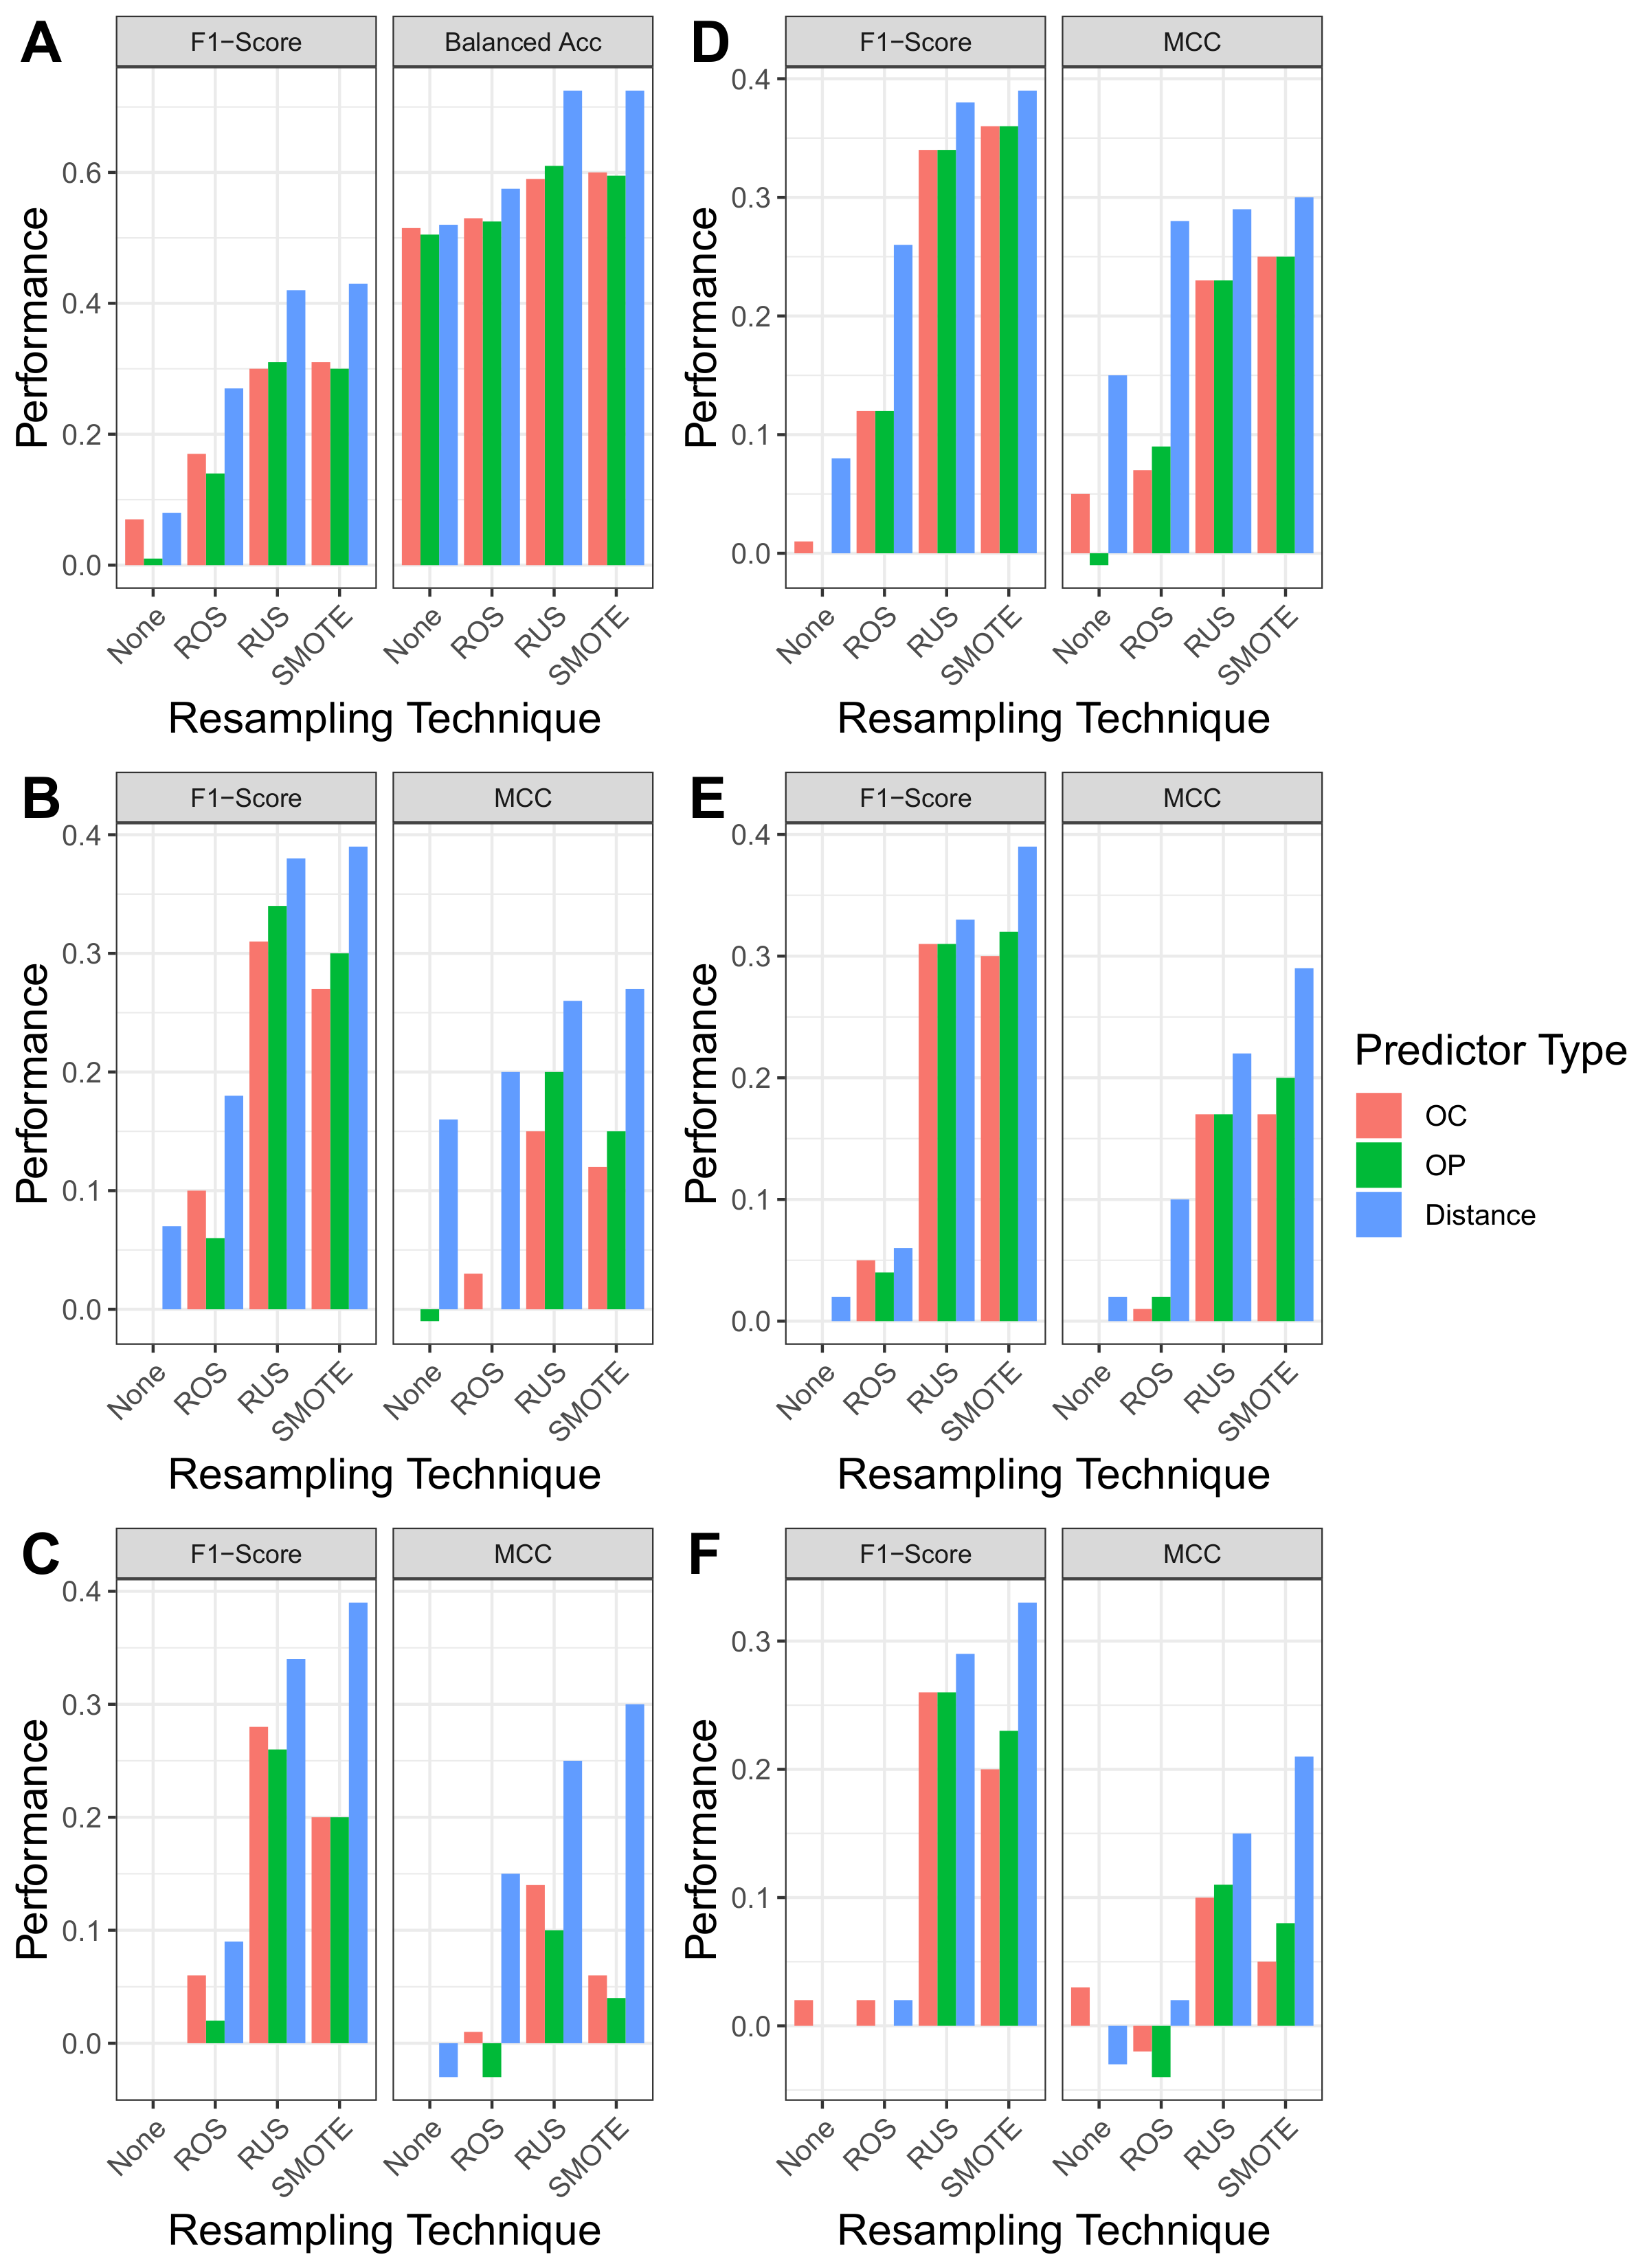 A
F1−Score
Balanced Acc
Performance
0.6
0.4
0.2
0.0
None
ROS
RUS
SMOTE
None
ROS
RUS
SMOTE
Resampling Technique
D
F1−Score
MCC
Performance
0.4
0.3
0.2
0.1
0.0
None
ROS
RUS
SMOTE
None
ROS
RUS
SMOTE
Resampling Technique
B
F1−Score
MCC
Performance
0.4
0.3
0.2
0.1
0.0
None
ROS
RUS
SMOTE
None
ROS
RUS
SMOTE
Resampling Technique
E
F1−Score
MCC
Performance
0.4
0.3
0.2
0.1
0.0
None
ROS
RUS
SMOTE
None
ROS
RUS
SMOTE
Resampling Technique
Predictor Type
OC
OP
Distance
C
F1−Score
MCC
Performance
0.4
0.3
0.2
0.1
0.0
None
ROS
RUS
SMOTE
None
ROS
RUS
SMOTE
Resampling Technique
F
F1−Score
MCC
Performance
0.3
0.2
0.1
0.0
None
ROS
RUS
SMOTE
None
ROS
RUS
SMOTE
Resampling Technique